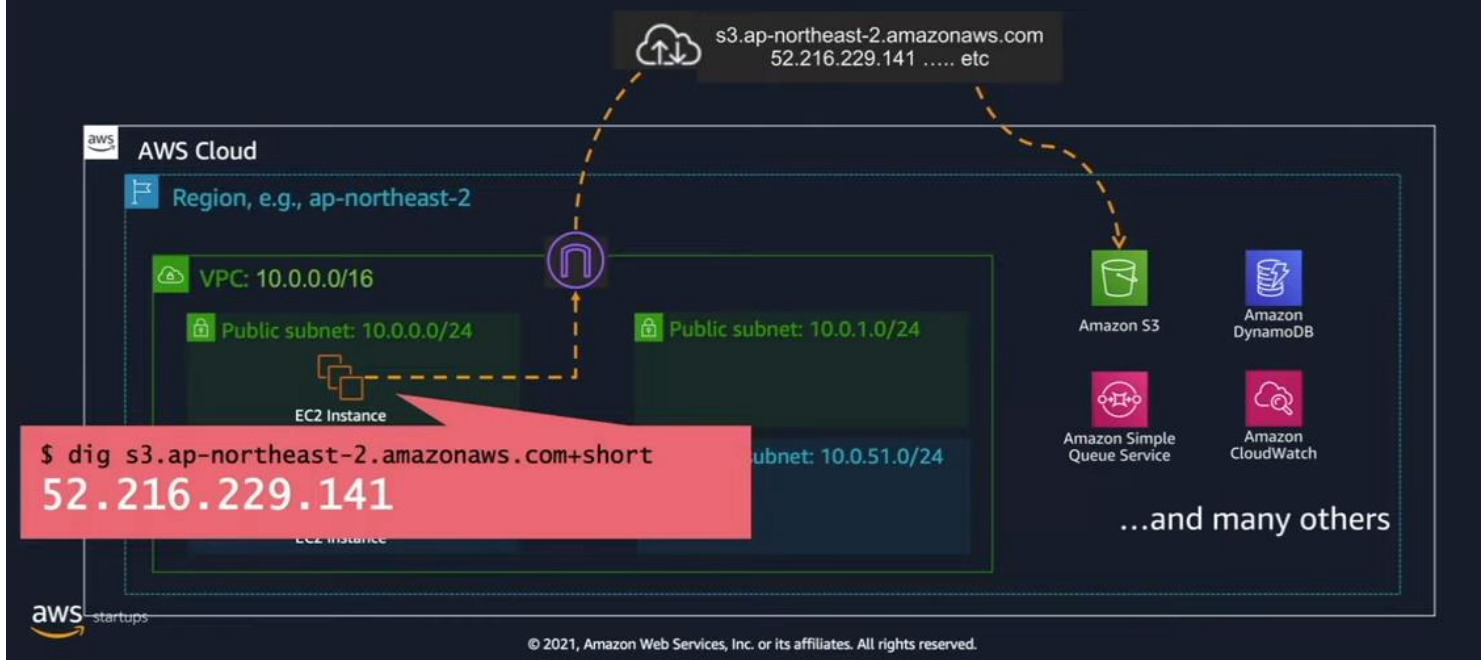 s3.ap-northeast-2.amazonaws.com
52.216.229.141 ..... etc
aws
AWS Cloud
Region, e.g., ap-northeast-2
VPC: 10.0.0.0/16
Public subnet: 10.0.0.0/24
Public subnet: 10.0.1.0/24
EC2 Instance
$ dig s3.ap-northeast-2.amazonaws.com+short
52.216.229.141
ubnet: 10.0.51.0/24
EC2 Instance
Amazon S3
Amazon
DynamoDB
Amazon Simple
Queue Service
Amazon
CloudWatch
...and many others
aws startups
© 2021, Amazon Web Services, Inc. or its affiliates. All rights reserved.